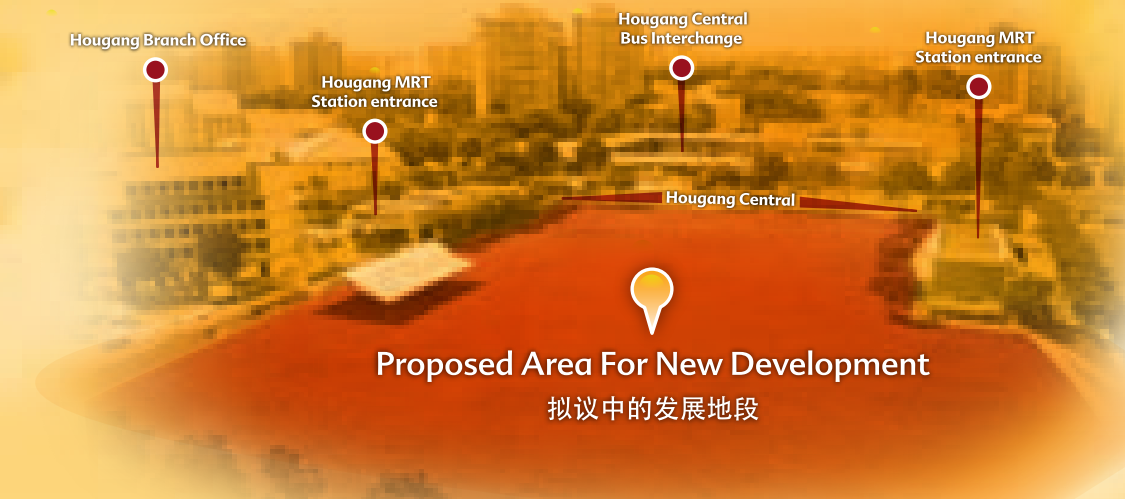 Hougang Branch Office
Hougang MRT
Station entrance
Hougang Central
Bus Interchange
Hougang MRT
Station entrance
Hougang Central
Proposed Area For New Development
拟议中的发展地段